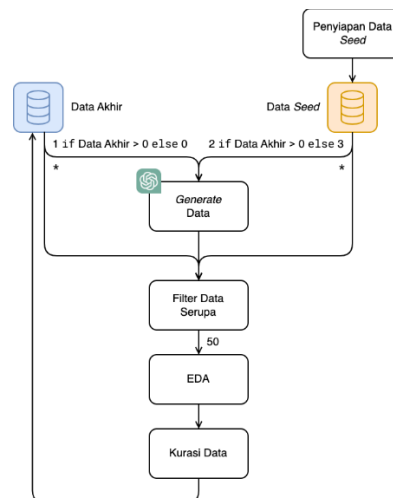 Penyiapan Data
Seed
Data Akhir
Data Seed
1 if Data Akhir > 0 else 0
2 if Data Akhir > 0 else 3
*
*
Generate
Data
Filter Data
Serupa
50
EDA
Kurasi Data